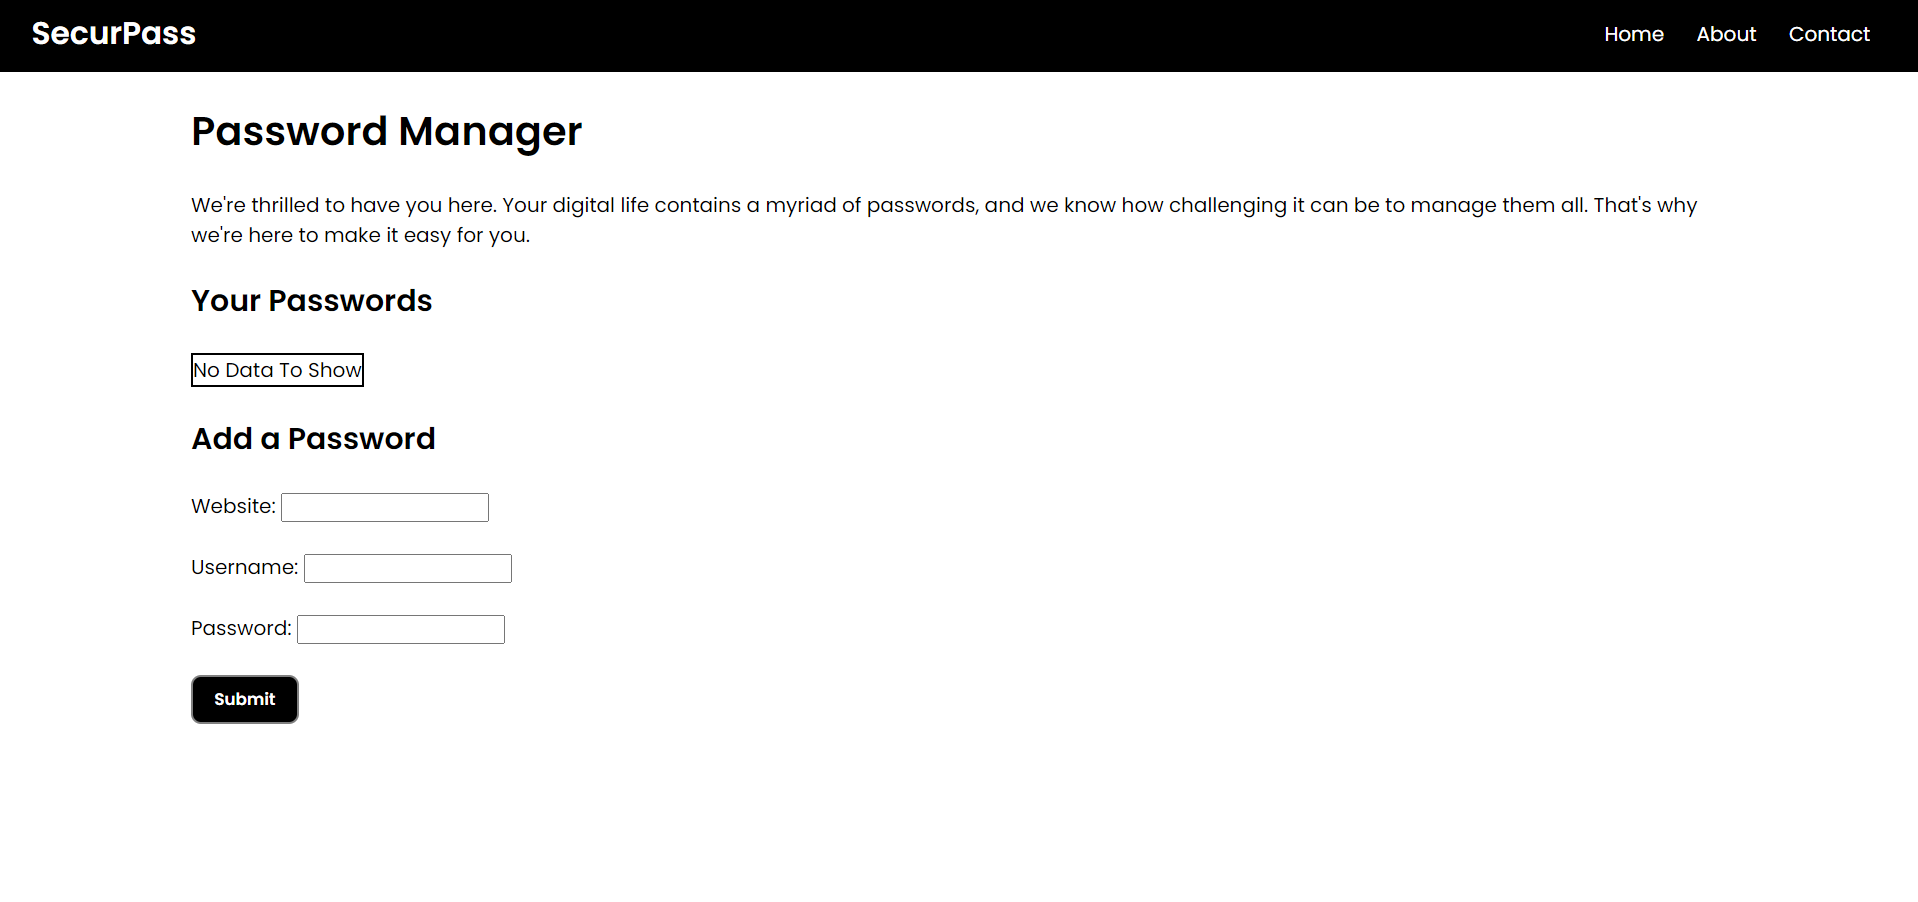 SecurPass
Home About Contact
Password Manager
We're thrilled to have you here. Your digital life contains a myriad of passwords, and we know how challenging it can be to manage them all. That's why
we're here to make it easy for you.
Your Passwords
No Data To Show
Add a Password
Website:
Username:
Password:
Submit